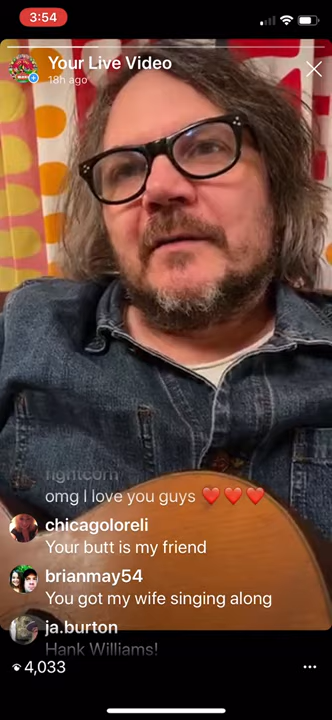 3:54
Your Live Video
18h ago
fightcorn
omg I love you guys ❤️❤️❤️
chicagoloreli
Your butt is my friend
brianmay54
You got my wife singing along
ja.burton
Hank Williams!
4,033